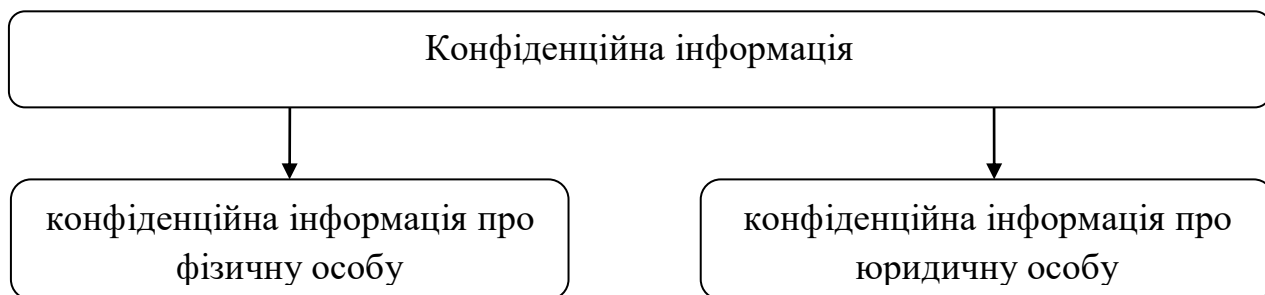 Конфіденційна інформація
конфіденційна інформація про
фізичну особу
конфіденційна інформація про
юридичну особу